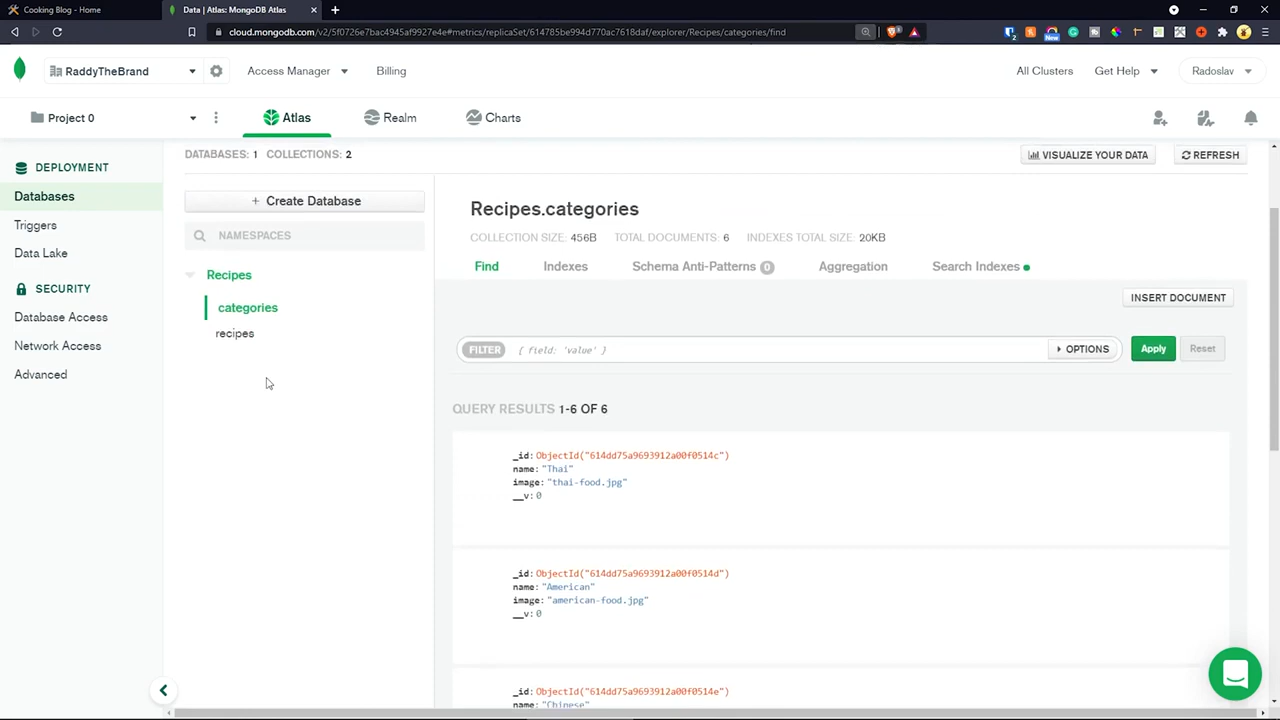 Cooking Blog - Home
Data | Atlas: MongoDB Atlas
cloud.mongodb.com/v2/5f0726e7bac4945af9927e4e#metrics/replicaSet/614785be994d770ac7618daf/explorer/Recipes/categories/find
RaddyTheBrand
Access Manager
Billing
All Clusters
Get Help
Radoslav
Project 0
Atlas
Realm
Charts
DEPLOYMENT
Databases
Triggers
Data Lake
SECURITY
Database Access
Network Access
Advanced
DATABASES: 1 COLLECTIONS: 2
VISUALIZE YOUR DATA
REFRESH
+ Create Database
NAMESPACES
Recipes
categories
recipes
Recipes.categories
COLLECTION SIZE: 456B TOTAL DOCUMENTS: 6 INDEXES TOTAL SIZE: 20KB
Find
Indexes
Schema Anti-Patterns 0
Aggregation
Search Indexes
INSERT DOCUMENT
FILTER { field: 'value' }
OPTIONS
Apply
Reset
QUERY RESULTS 1-6 OF 6
_id: ObjectId("614dd75a9693912a00f0514c")
name: "Thai"
image: "thai-food.jpg"
__v: 0
_id: ObjectId("614dd75a9693912a00f0514d")
name: "American"
image: "american-food.jpg"
__v: 0
_id: ObjectId("614dd75a9693912a00f0514e")
name: "Chinese"